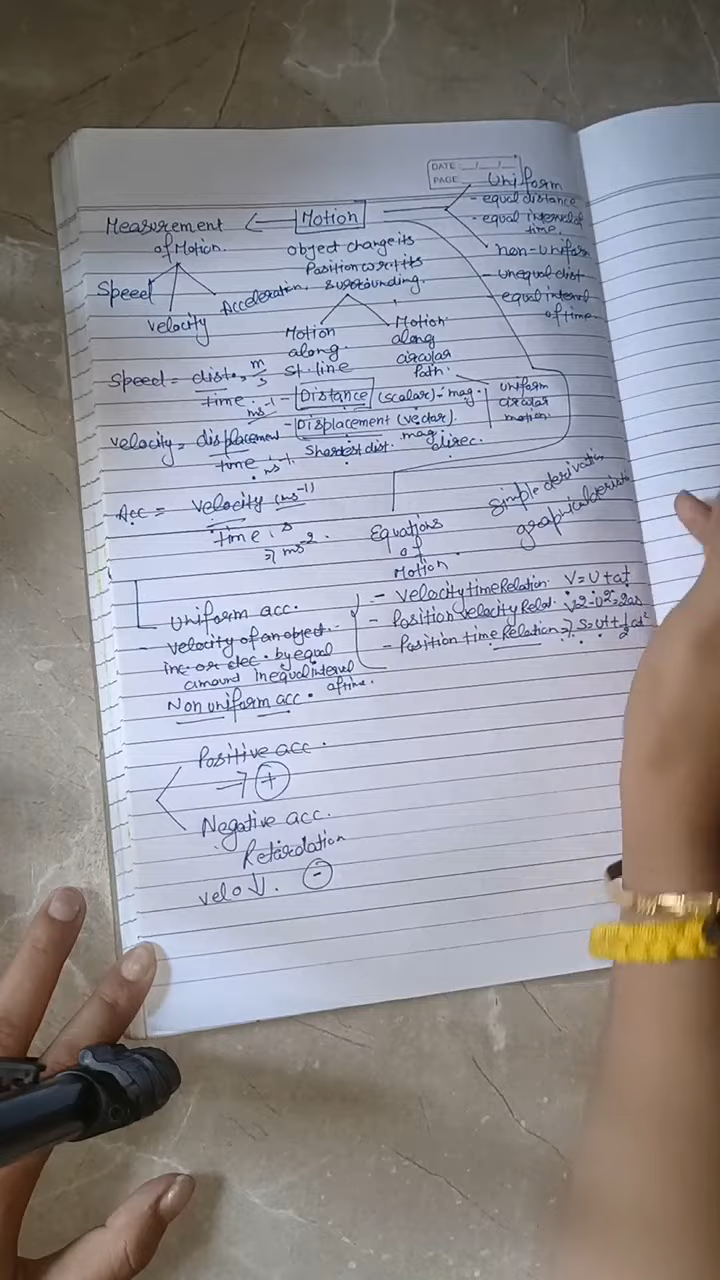 DATE __/__/__
PAGE
Uniform
- equal distance
- equal interval of
time.
non-uniform
- unequal dist
- equal interval
of time.
Motion
Measurement
of Motion.
Speed
velocity
Acceleration.
object change its
Position w.r.t its
surrounding.
Motion
along
st. line
Motion
along
circular
Path.
uniform
circular
motion.
Speed = dist. m/s
time. ms⁻¹
- Distance (scalar) - mag.
- Displacement (vector).
Shortest dist. mag.
direc.
velocity = displacement
time ms⁻¹.
Acc = velocity (ms⁻¹)
time, s
⇒ ms⁻².
Equations
of
Motion.
Simple derivation
graphical
- Velocity time Relation. V=U+at
- Position velocity Relat. V²-U²=2as
- Position time Relation ⇒ S=Ut+½at²
Uniform acc.
- Velocity of an object.
inc. or dec. by equal
amount in equal interval
of time.
Non uniform acc.
Positive acc.
→ +
Negative acc.
Retardation
velo ↓. -